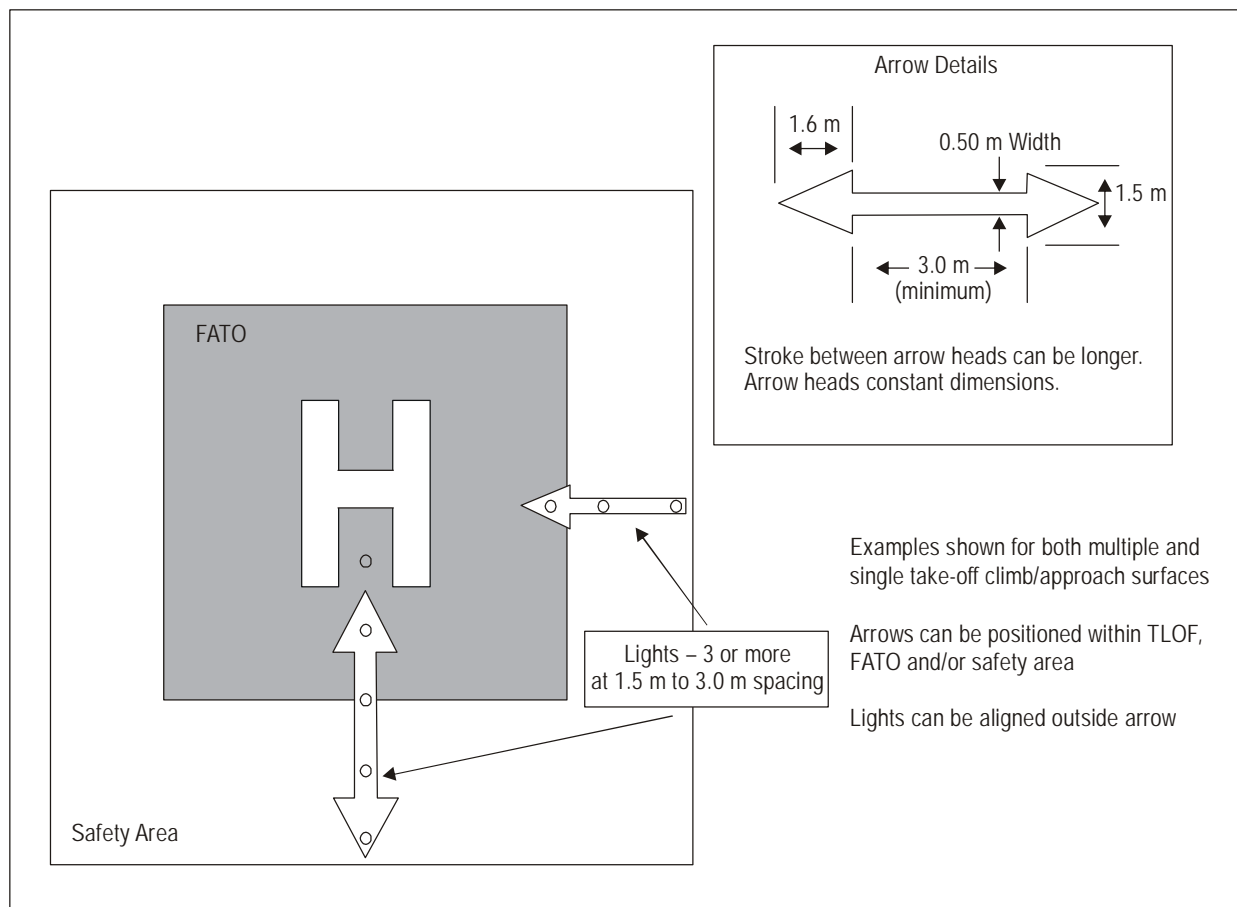 Arrow Details
1.6 m
0.50 m Width
1.5 m
3.0 m
(minimum)
Stroke between arrow heads can be longer.
Arrow heads constant dimensions.
FATO
H
Examples shown for both multiple and
single take-off climb/approach surfaces
Arrows can be positioned within TLOF,
FATO and/or safety area
Lights can be aligned outside arrow
Lights – 3 or more
at 1.5 m to 3.0 m spacing
Safety Area